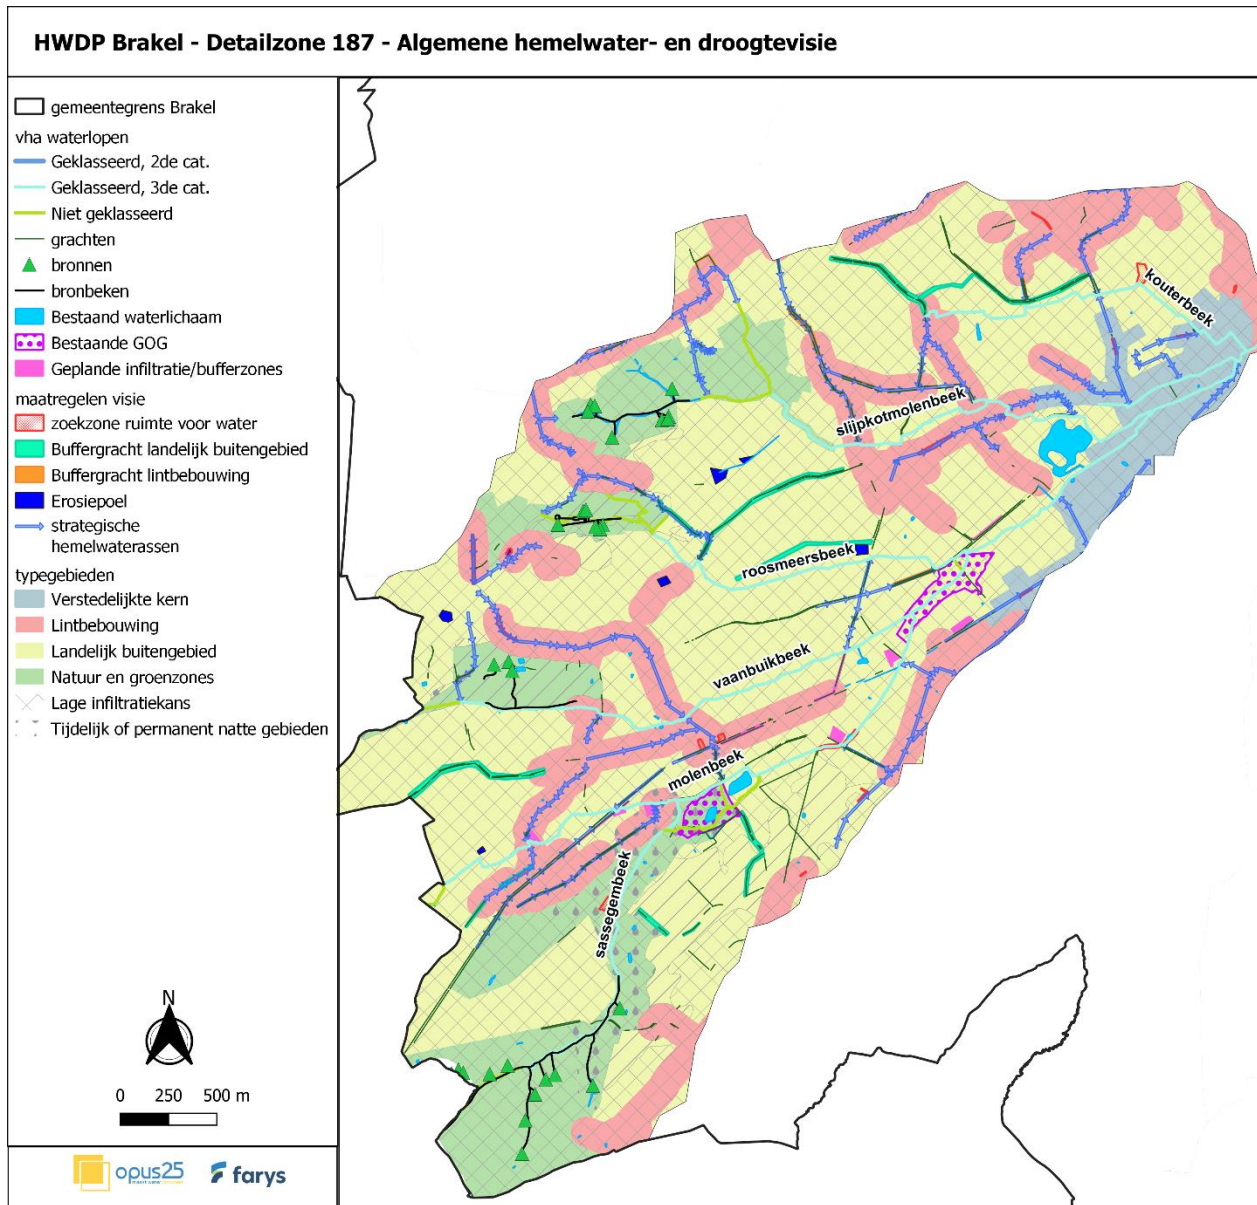 HWDP Brakel - Detailzone 187 - Algemene hemelwater- en droogtevisie
gemeentegrens Brakel
vha waterlopen
Geklasseerd, 2de cat.
Geklasseerd, 3de cat.
Niet geklasseerd
grachten
bronnen
bronbeken
Bestaand waterlichaam
Bestaande GOG
Geplande infiltratie/bufferzones
maatregelen visie
zoekzone ruimte voor water
Buffergracht landelijk buitengebied
Buffergracht lintbebouwing
Erosiepoel
strategische
hemelwaterassen
typegebieden
Verstedelijkte kern
Lintbebouwing
Landelijk buitengebied
Natuur en groenzones
Lage infiltratiekans
Tijdelijk of permanent natte gebieden
N
0 250 500 m
opus25
farys
kouterbeek
slijpkotmolenbeek
roosmeersbeek
vaanbuikbeek
molenbeek
sassegembeek